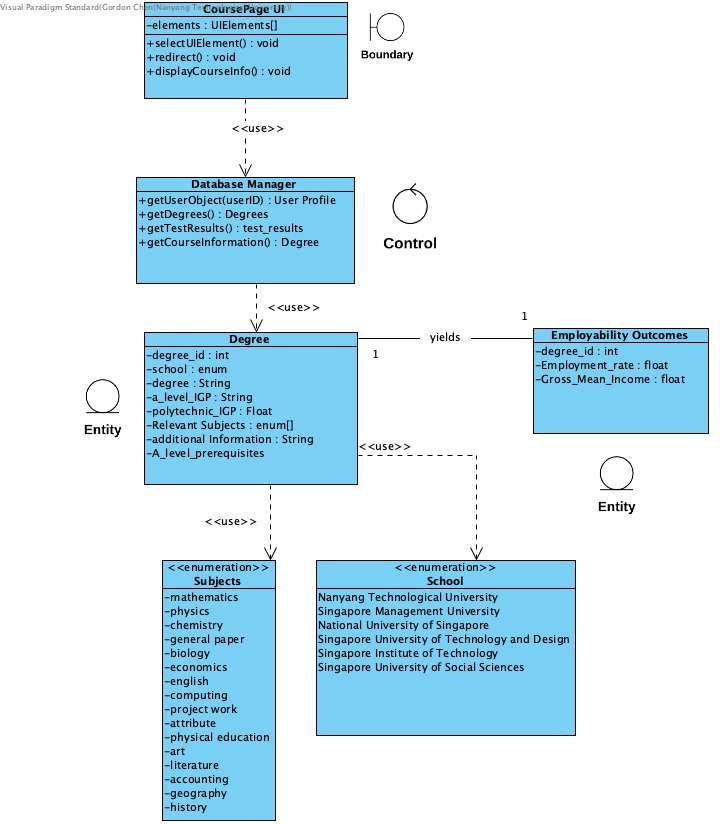 Visual Paradigm Standard(Gordon Chen(Nanyang Technological University))
CoursePage UI
-elements : UIElements[]
+selectUIElement() : void
+redirect() : void
+displayCourseInfo() : void
Boundary
<<use>>
Database Manager
+getUserObject(userID) : User Profile
+getDegrees() : Degrees
+getTestResults() : test_results
+getCourseInformation() : Degree
Control
<<use>>
Degree
-degree_id : int
-school : enum
-degree : String
-a_level_IGP : String
-polytechnic_IGP : Float
-Relevant Subjects : enum[]
-additional Information : String
-A_level_prerequisites
Entity
1
yields
1
Employability Outcomes
-degree_id : int
-Employment_rate : float
-Gross_Mean_Income : float
Entity
<<use>>
<<use>>
<<enumeration>>
Subjects
-mathematics
-physics
-chemistry
-general paper
-biology
-economics
-english
-computing
-project work
-attribute
-physical education
-art
-literature
-accounting
-geography
-history
<<enumeration>>
School
Nanyang Technological University
Singapore Management University
National University of Singapore
Singapore University of Technology and Design
Singapore Institute of Technology
Singapore University of Social Sciences